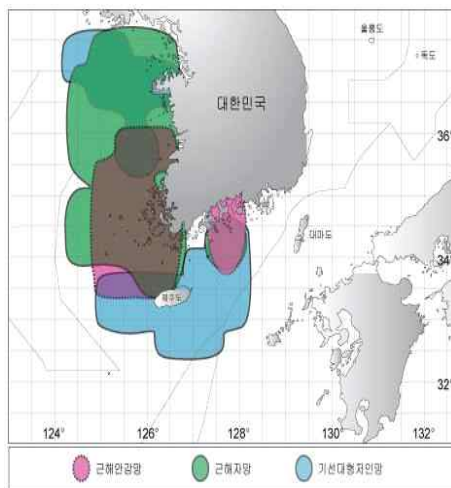 울릉도
독도
대한민국
36°
대마도
34°
제주도
32°
124°
126°
128°
130°
132°
근해안강망
근해자망
기선대형저인망